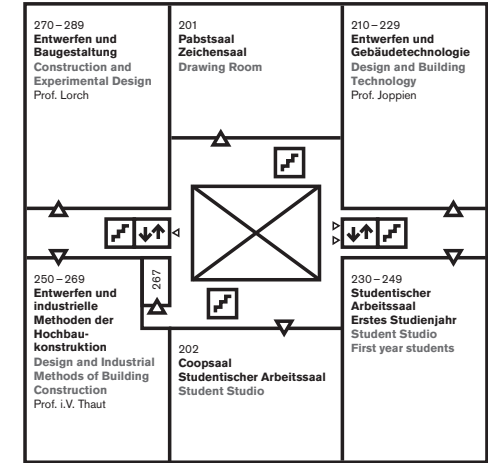 270–289
Entwerfen und
Baugestaltung
Construction and
Experimental Design
Prof. Lorch
201
Pabstsaal
Zeichensaal
Drawing Room
210–229
Entwerfen und
Gebäudetechnologie
Design and Building
Technology
Prof. Joppien
250–269
Entwerfen und
industrielle
Methoden der
Hochbau-
konstruktion
Design and Industrial
Methods of Building
Construction
Prof. i.V. Thaut
267
202
Coopsaal
Studentischer Arbeitssaal
Student Studio
230–249
Studentischer
Arbeitssaal
Erstes Studienjahr
Student Studio
First year students